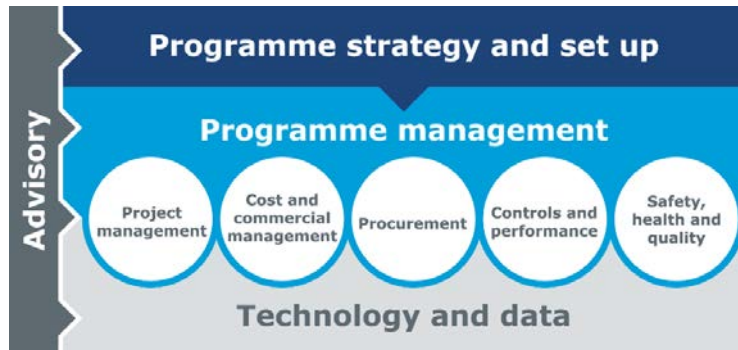 Advisory
Programme strategy and set up
Programme management
Project
management
Cost and
commercial
management
Procurement
Controls and
performance
Safety,
health and
quality
Technology and data